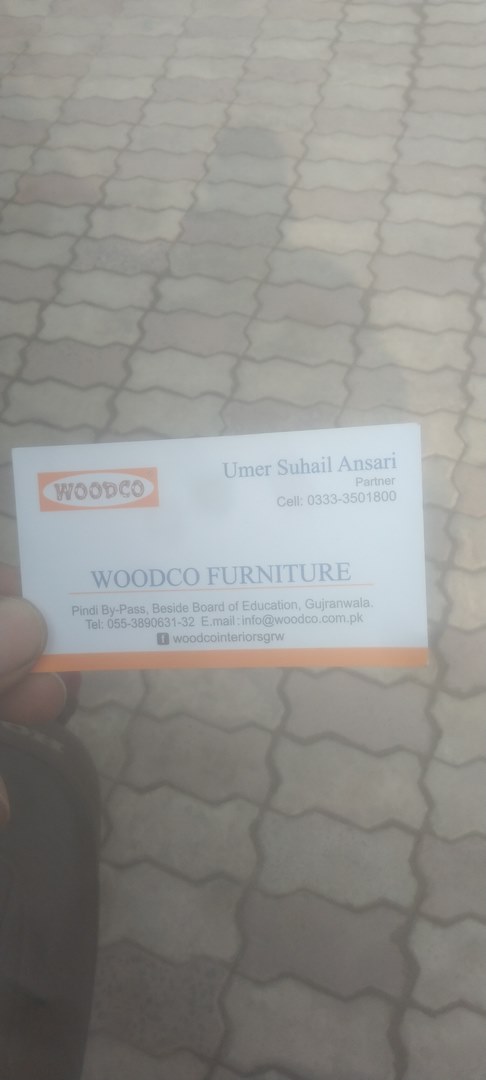 WOODCO
Umer Suhail Ansari
Partner
Cell: 0333-3501800
WOODCO FURNITURE
Pindi By-Pass, Beside Board of Education, Gujranwala.
Tel: 055-3890631-32 E.mail: info@woodco.com.pk
f woodcointeriorsgrw